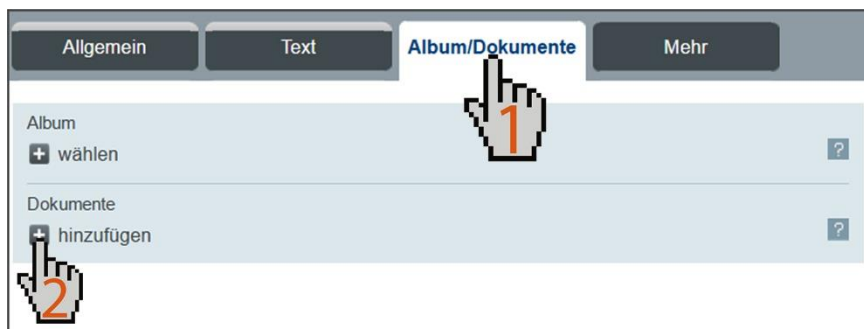 Allgemein Text Album/Dokumente Mehr
1
Album
+ wählen ?
Dokumente
+ hinzufügen ?
2